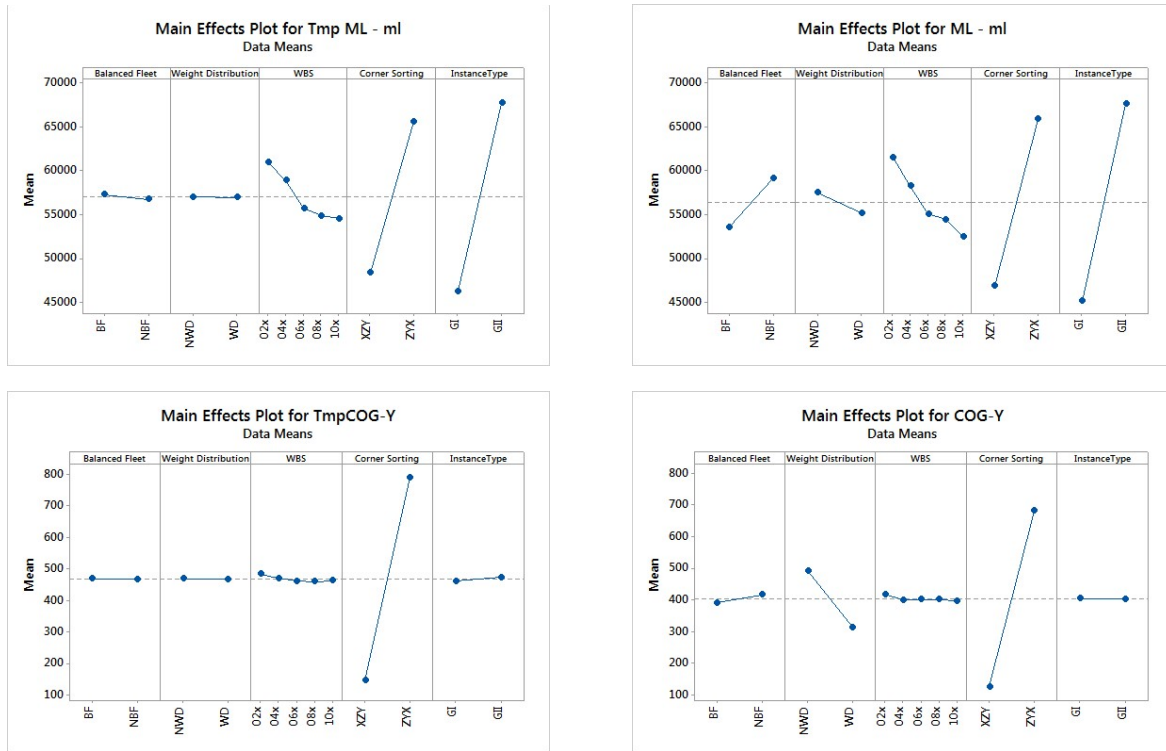 Main Effects Plot for Tmp ML - ml
Data Means
Balanced Fleet Weight Distribution WBS Corner Sorting InstanceType
70000
65000
60000
55000
50000
45000
Mean
BF NBF NWD WD 02x 04x 06x 08x 10x XZY ZYX GI GII
Main Effects Plot for ML - ml
Data Means
Balanced Fleet Weight Distribution WBS Corner Sorting InstanceType
70000
65000
60000
55000
50000
45000
Mean
BF NBF NWD WD 02x 04x 06x 08x 10x XZY ZYX GI GII
Main Effects Plot for TmpCOG-Y
Data Means
Balanced Fleet Weight Distribution WBS Corner Sorting InstanceType
800
700
600
500
400
300
200
100
Mean
BF NBF NWD WD 02x 04x 06x 08x 10x XZY ZYX GI GII
Main Effects Plot for COG-Y
Data Means
Balanced Fleet Weight Distribution WBS Corner Sorting InstanceType
800
700
600
500
400
300
200
100
Mean
BF NBF NWD WD 02x 04x 06x 08x 10x XZY ZYX GI GII